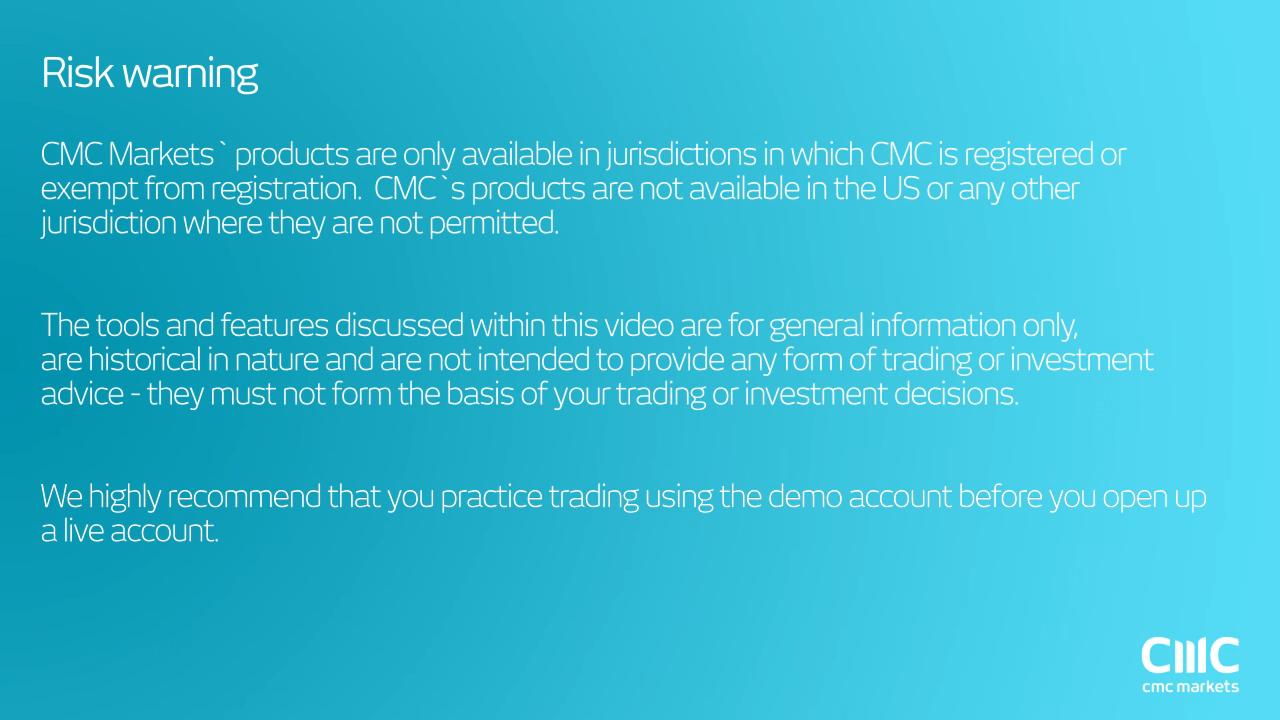 Risk warning
CMC Markets` products are only available in jurisdictions in which CMC is registered or
exempt from registration.  CMC`s products are not available in the US or any other
jurisdiction where they are not permitted.
The tools and features discussed within this video are for general information only,
are historical in nature and are not intended to provide any form of trading or investment
advice - they must not form the basis of your trading or investment decisions.
We highly recommend that you practice trading using the demo account before you open up
a live account.
CMC
cmc markets